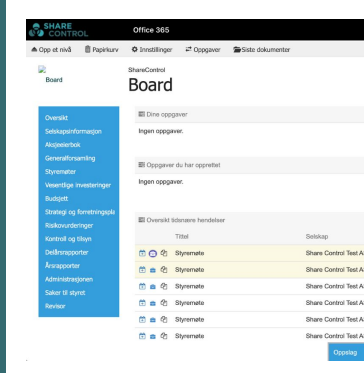 SHARE
CONTROL
Office 365
Opp et nivå Papirkurv Innstillinger Oppgaver Siste dokumenter
Board
ShareControl
Board
Oversikt
Selskapsinformasjon
Aksjeeierbok
Generalforsamling
Styremøter
Vesentlige investeringer
Budsjett
Strategi og forretningspla
Risikovurderinger
Kontroll og tilsyn
Delårsrapporter
Årsrapporter
Administrasjonen
Saker til styret
Revisor
Dine oppgaver
Ingen oppgaver.
Oppgaver du har opprettet
Ingen oppgaver.
Oversikt tidsnære hendelser
Tittel Selskap
Styremøte Share Control Test A
Styremøte Share Control Test A
Styremøte Share Control Test A
Styremøte Share Control Test A
Styremøte Share Control Test A
Styremøte Share Control Test A
Oppslag